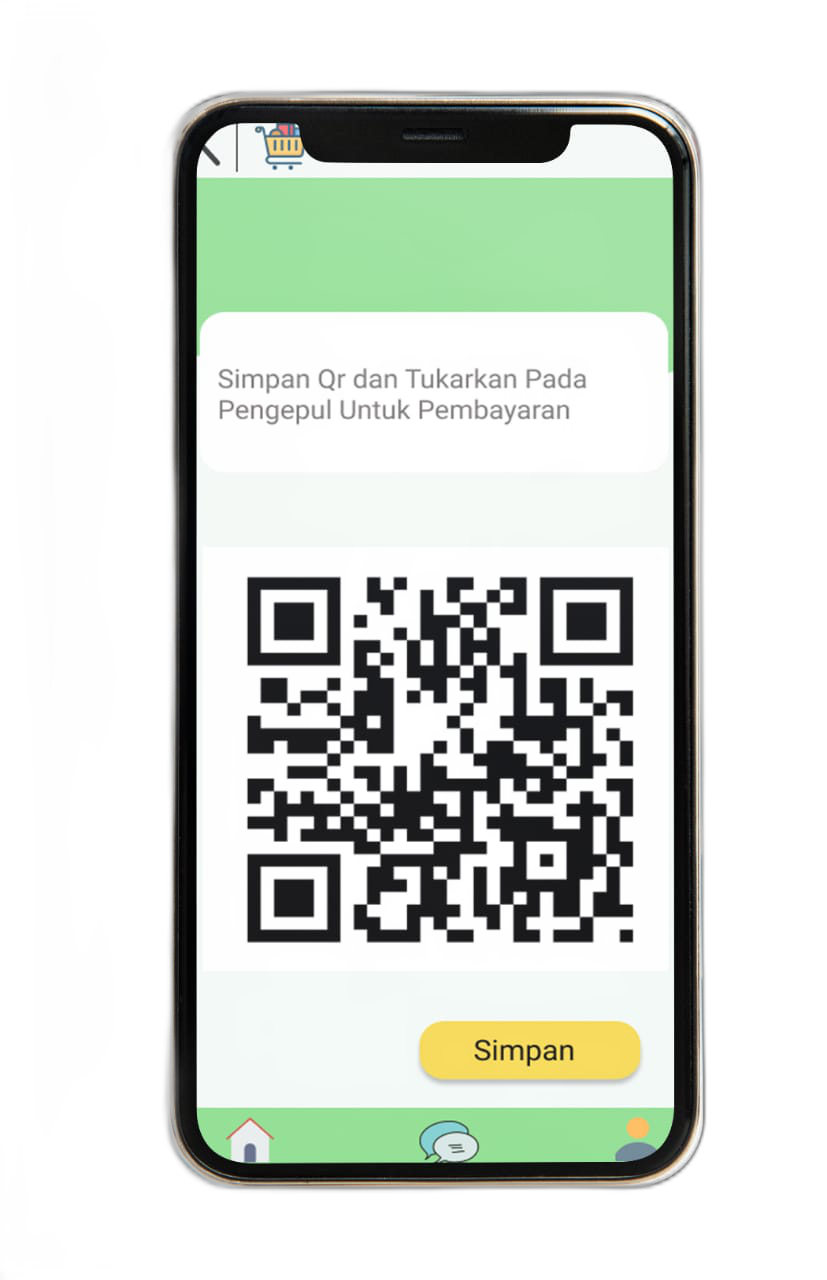 Simpan Qr dan Tukarkan Pada
Pengepul Untuk Pembayaran
Simpan